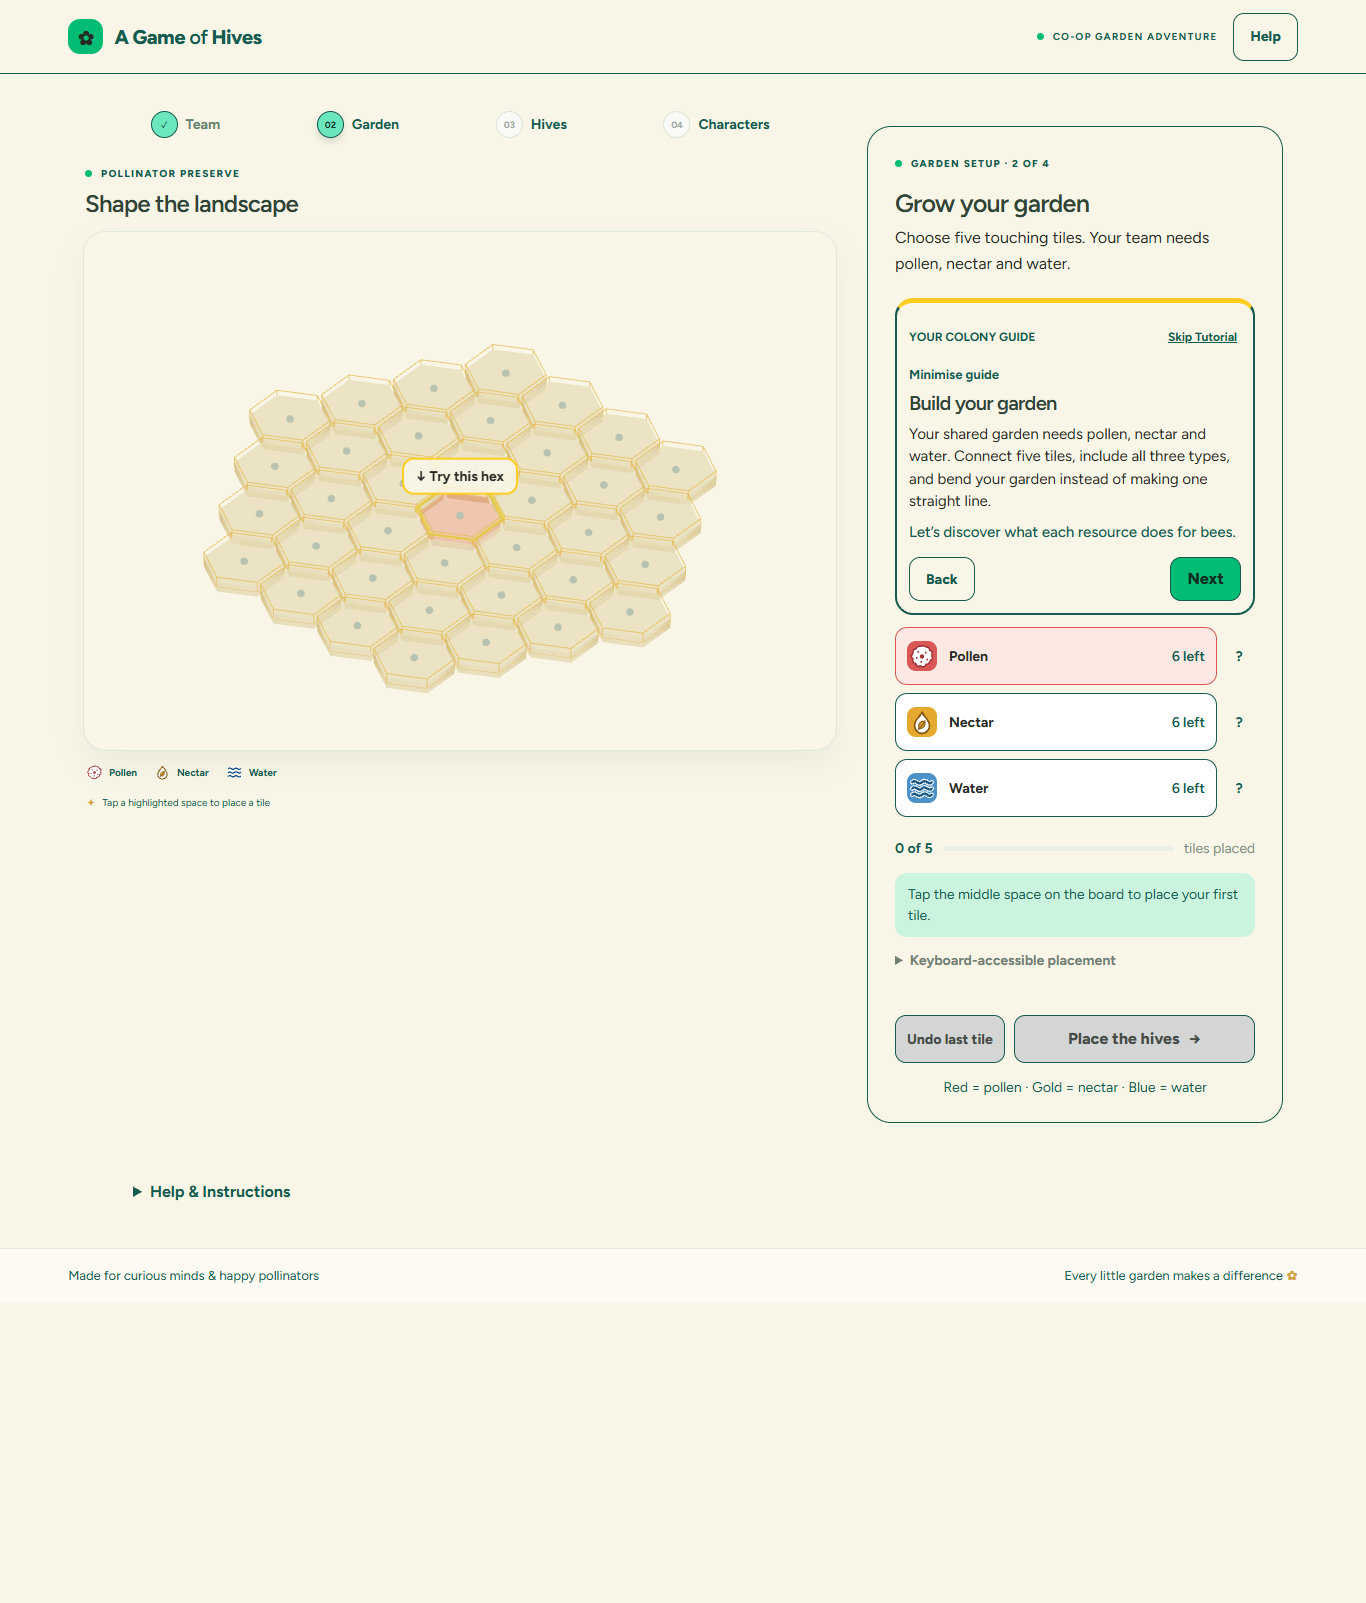 A Game of Hives
CO-OP GARDEN ADVENTURE
Help
✓ Team
02 Garden
03 Hives
04 Characters
POLLINATOR PRESERVE
Shape the landscape
↓ Try this hex
Pollen Nectar Water
✦ Tap a highlighted space to place a tile
GARDEN SETUP · 2 OF 4
Grow your garden
Choose five touching tiles. Your team needs
pollen, nectar and water.
YOUR COLONY GUIDE
Skip Tutorial
Minimise guide
Build your garden
Your shared garden needs pollen, nectar and
water. Connect five tiles, include all three types,
and bend your garden instead of making one
straight line.
Let's discover what each resource does for bees.
Back
Next
Pollen 6 left ?
Nectar 6 left ?
Water 6 left ?
0 of 5 tiles placed
Tap the middle space on the board to place your first
tile.
▶ Keyboard-accessible placement
Undo last tile
Place the hives →
Red = pollen · Gold = nectar · Blue = water
▶ Help & Instructions
Made for curious minds & happy pollinators
Every little garden makes a difference ✿